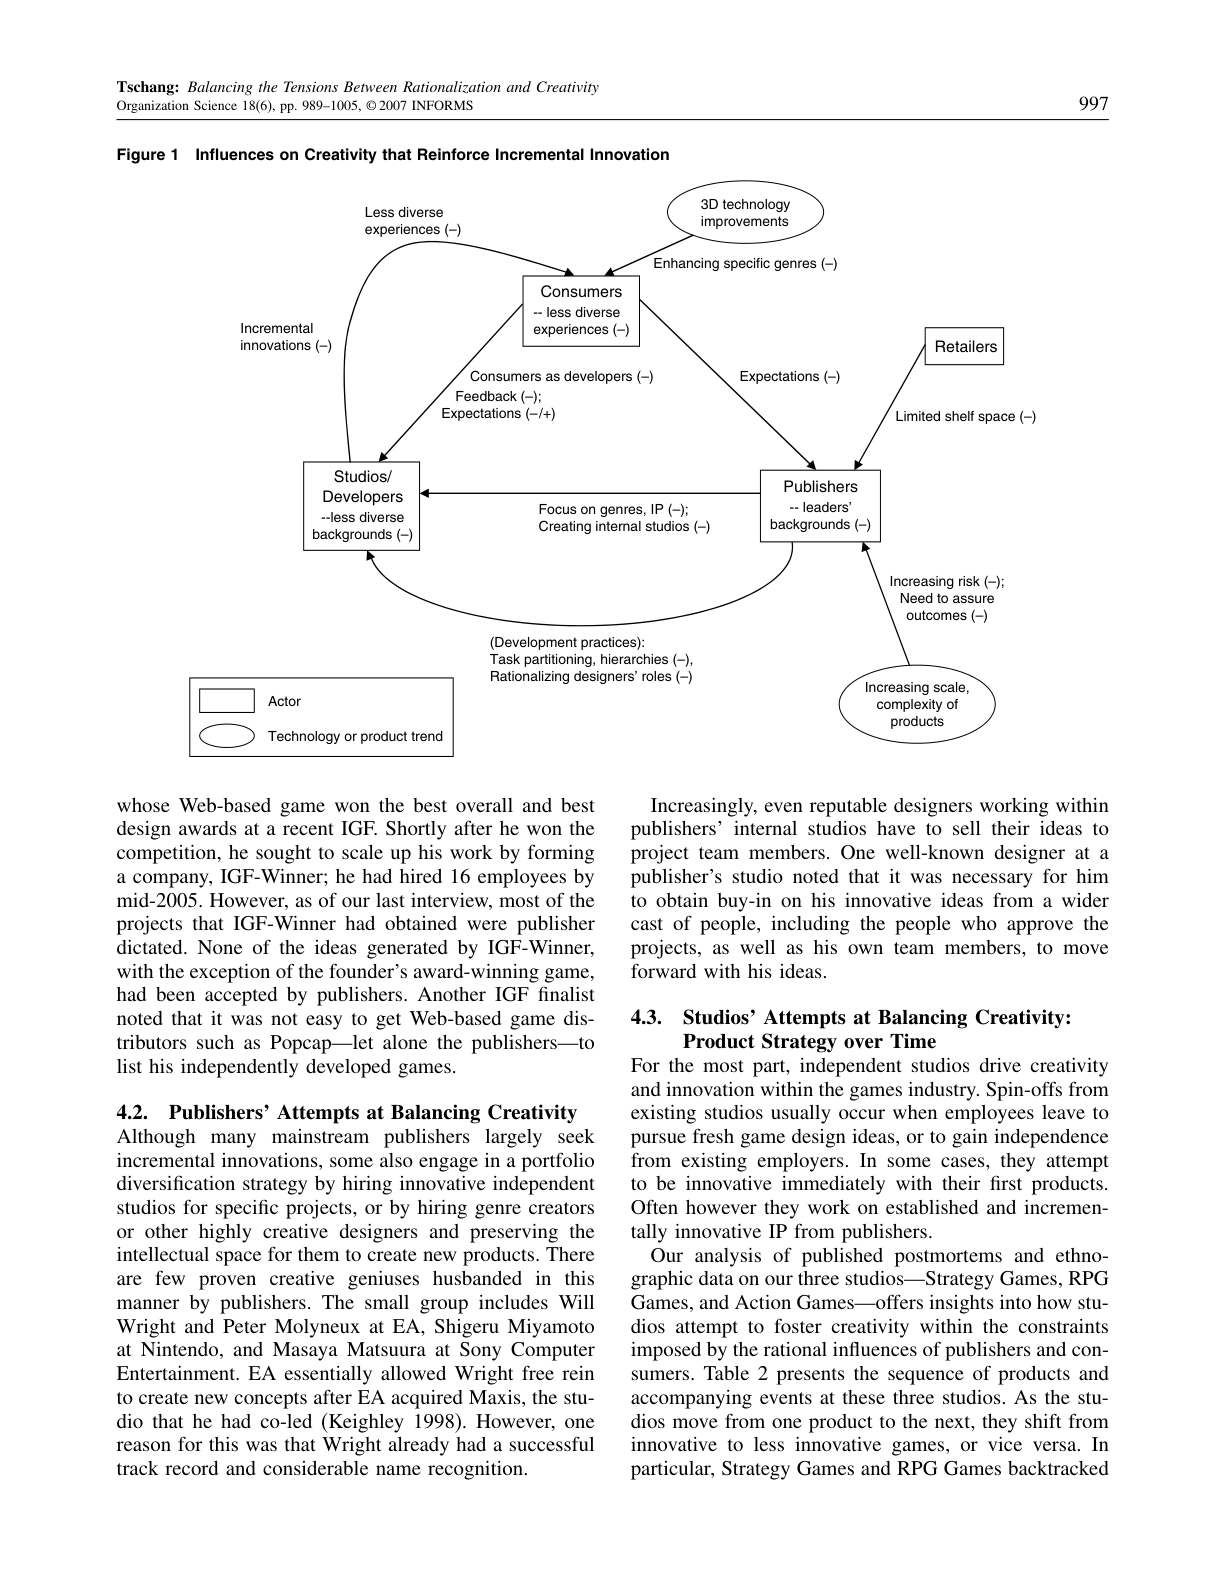 Tschang: Balancing the Tensions Between Rationalization and Creativity
Organization Science 18(6), pp. 989–1005, © 2007 INFORMS
997
Figure 1 Influences on Creativity that Reinforce Incremental Innovation
Less diverse
experiences (–)
3D technology
improvements
Enhancing specific genres (–)
Consumers
-- less diverse
experiences (–)
Incremental
innovations (–)
Retailers
Consumers as developers (–)
Feedback (–);
Expectations (–/+)
Expectations (–)
Limited shelf space (–)
Studios/
Developers
--less diverse
backgrounds (–)
Publishers
-- leaders’
backgrounds (–)
Focus on genres, IP (–);
Creating internal studios (–)
Increasing risk (–);
Need to assure
outcomes (–)
(Development practices):
Task partitioning, hierarchies (–),
Rationalizing designers’ roles (–)
Increasing scale,
complexity of
products
Actor
Technology or product trend
whose Web-based game won the best overall and best
design awards at a recent IGF. Shortly after he won the
competition, he sought to scale up his work by forming
a company, IGF-Winner; he had hired 16 employees by
mid-2005. However, as of our last interview, most of the
projects that IGF-Winner had obtained were publisher
dictated. None of the ideas generated by IGF-Winner,
with the exception of the founder’s award-winning game,
had been accepted by publishers. Another IGF finalist
noted that it was not easy to get Web-based game dis-
tributors such as Popcap—let alone the publishers—to
list his independently developed games.
4.2. Publishers’ Attempts at Balancing Creativity
Although many mainstream publishers largely seek
incremental innovations, some also engage in a portfolio
diversification strategy by hiring innovative independent
studios for specific projects, or by hiring genre creators
or other highly creative designers and preserving the
intellectual space for them to create new products. There
are few proven creative geniuses husbanded in this
manner by publishers. The small group includes Will
Wright and Peter Molyneux at EA, Shigeru Miyamoto
at Nintendo, and Masaya Matsuura at Sony Computer
Entertainment. EA essentially allowed Wright free rein
to create new concepts after EA acquired Maxis, the stu-
dio that he had co-led (Keighley 1998). However, one
reason for this was that Wright already had a successful
track record and considerable name recognition.
Increasingly, even reputable designers working within
publishers’ internal studios have to sell their ideas to
project team members. One well-known designer at a
publisher’s studio noted that it was necessary for him
to obtain buy-in on his innovative ideas from a wider
cast of people, including the people who approve the
projects, as well as his own team members, to move
forward with his ideas.
4.3. Studios’ Attempts at Balancing Creativity:
Product Strategy over Time
For the most part, independent studios drive creativity
and innovation within the games industry. Spin-offs from
existing studios usually occur when employees leave to
pursue fresh game design ideas, or to gain independence
from existing employers. In some cases, they attempt
to be innovative immediately with their first products.
Often however they work on established and incremen-
tally innovative IP from publishers.
Our analysis of published postmortems and ethno-
graphic data on our three studios—Strategy Games, RPG
Games, and Action Games—offers insights into how stu-
dios attempt to foster creativity within the constraints
imposed by the rational influences of publishers and con-
sumers. Table 2 presents the sequence of products and
accompanying events at these three studios. As the stu-
dios move from one product to the next, they shift from
innovative to less innovative games, or vice versa. In
particular, Strategy Games and RPG Games backtracked